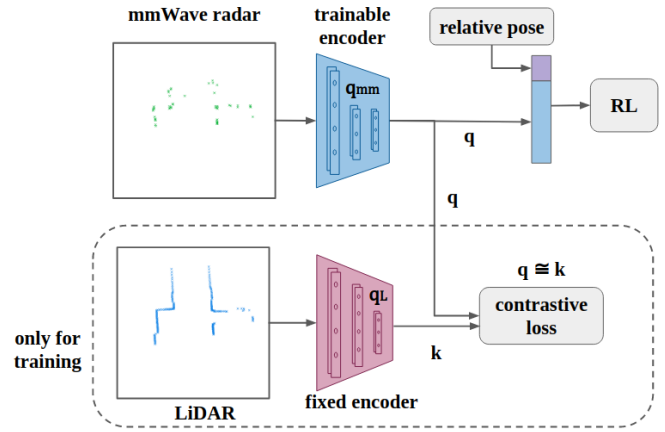 mmWave radar
trainable
encoder
relative pose
qmm
RL
q
q
q ≅ k
qL
contrastive
loss
only for
training
k
LiDAR
fixed encoder